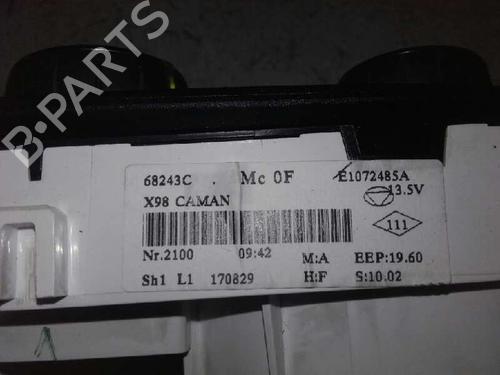 B-PARTS
68243C . Mc 0F E1072485A
13.5V
X98 CAMAN
111
Nr.2100 09:42 M:A EEP:19.60
Sh1 L1 170829 H:F S:10.02